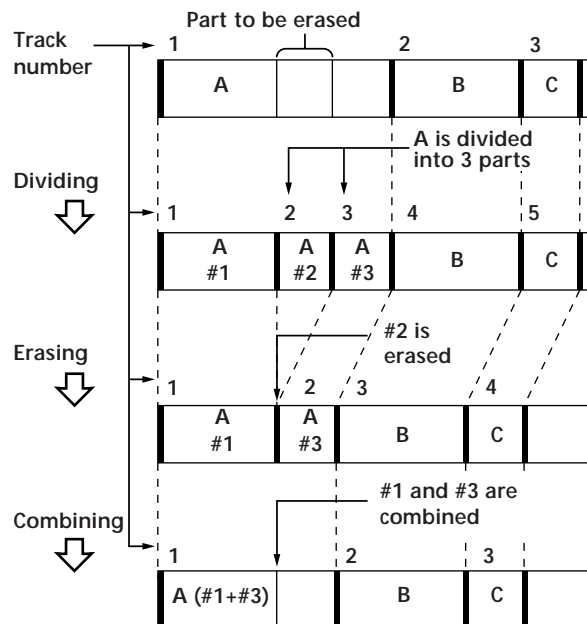 Part to be erased
Track number
1 2 3
A B C
A is divided into 3 parts
Dividing
1 2 3 4 5
A #1 A #2 A #3 B C
#2 is erased
Erasing
1 2 3 4
A #1 A #3 B C
#1 and #3 are combined
Combining
1 2 3
A (#1+#3) B C